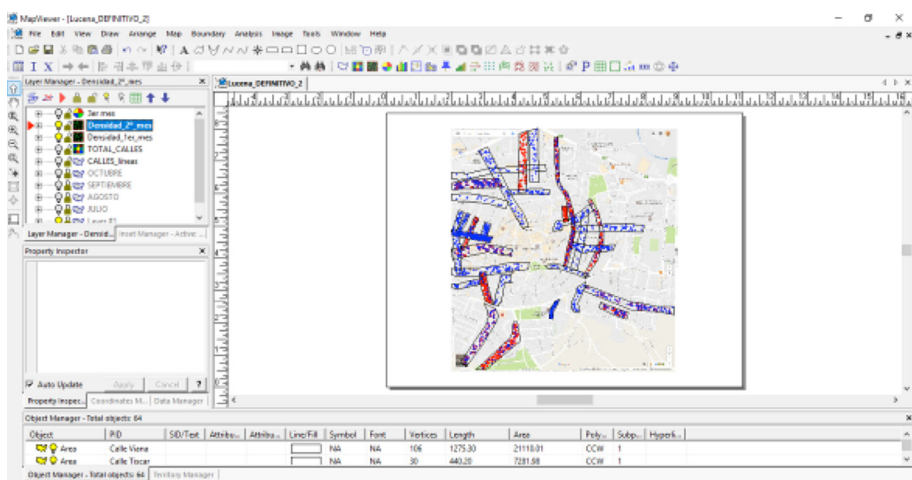 MapViewer - [Lucena_DEFINITIVO_2]
File Edit View Draw Arrange Map Boundary Analysis Image Tools Window Help
Layer Manager - Densidad_2º_mes
Lucena_DEFINITIVO_2
3er mes
Densidad_2º_mes
Densidad_1er_mes
TOTAL_CALLES
CALLES_lineas
OCTUBRE
SEPTIEMBRE
AGOSTO
JULIO
Layer Manager - Densid... Inset Manager - Active: ...
Property Inspector
Auto Update Apply Cancel ?
Property Inspec... Coordinates M... Data Manager
Object Manager - Total objects: 64
Object PID SID/Text Attribu... Attribu... Line/Fill Symbol Font Vertices Length Area Poly... Subp... Hyperli...
Area Calle Viana NA NA 106 1275.30 21110.01 CCW 1
Area Calle Tocar NA NA 30 440.20 7281.98 CCW 1
Object Manager - Total objects: 64 Territory Manager